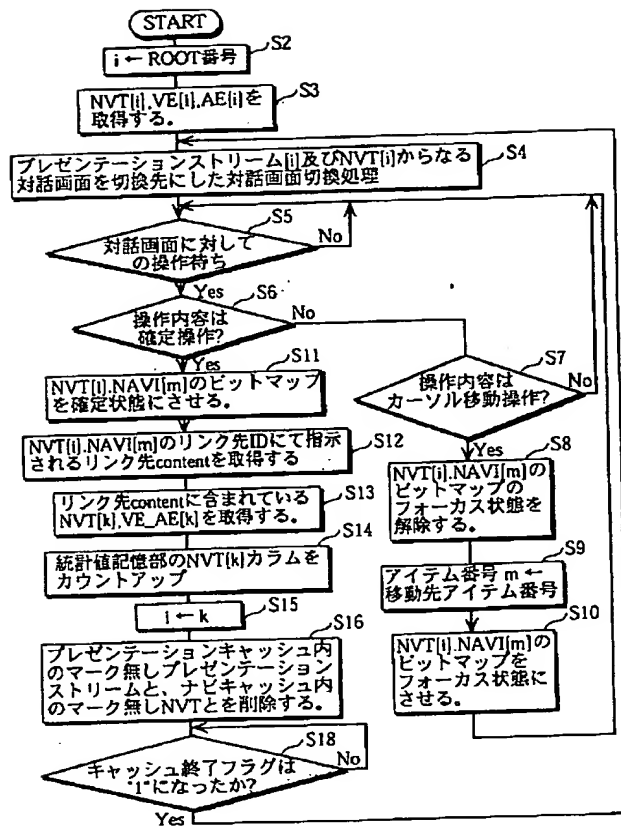 START
S2
i ← ROOT番号
S3
NVT[i].VE[i].AE[i]を
取得する。
S4
プレゼンテーションストリーム[i]及びNVT[i]からなる
対話画面を切換先にした対話画面切換処理
S5
対話画面に対して
の操作待ち
No
Yes
S6
操作内容は
確定操作?
No
Yes
S7
操作内容は
カーソル移動操作?
No
Yes
S11
NVT[i].NAVI[m]のビットマップ
を確定状態にさせる。
S12
NVT[i].NAVI[m]のリンク先IDにて指示
されるリンク先contentを取得する
S13
リンク先contentに含まれている
NVT[k],VE_AE[k]を取得する。
S14
統計値記憶部のNVT[k]カラムを
カウントアップ
S15
i ← k
S16
プレゼンテーションキャッシュ内
のマーク無しプレゼンテーション
ストリームと、ナビキャッシュ内
のマーク無しNVTとを削除する。
S18
キャッシュ終了フラグは
"1"になったか?
No
Yes
S8
NVT[i].NAVI[m]の
ビットマップの
フォーカス状態を
解除する。
S9
アイテム番号 m ←
移動先アイテム番号
S10
NVT[i].NAVI[m]の
ビットマップを
フォーカス状態に
させる。